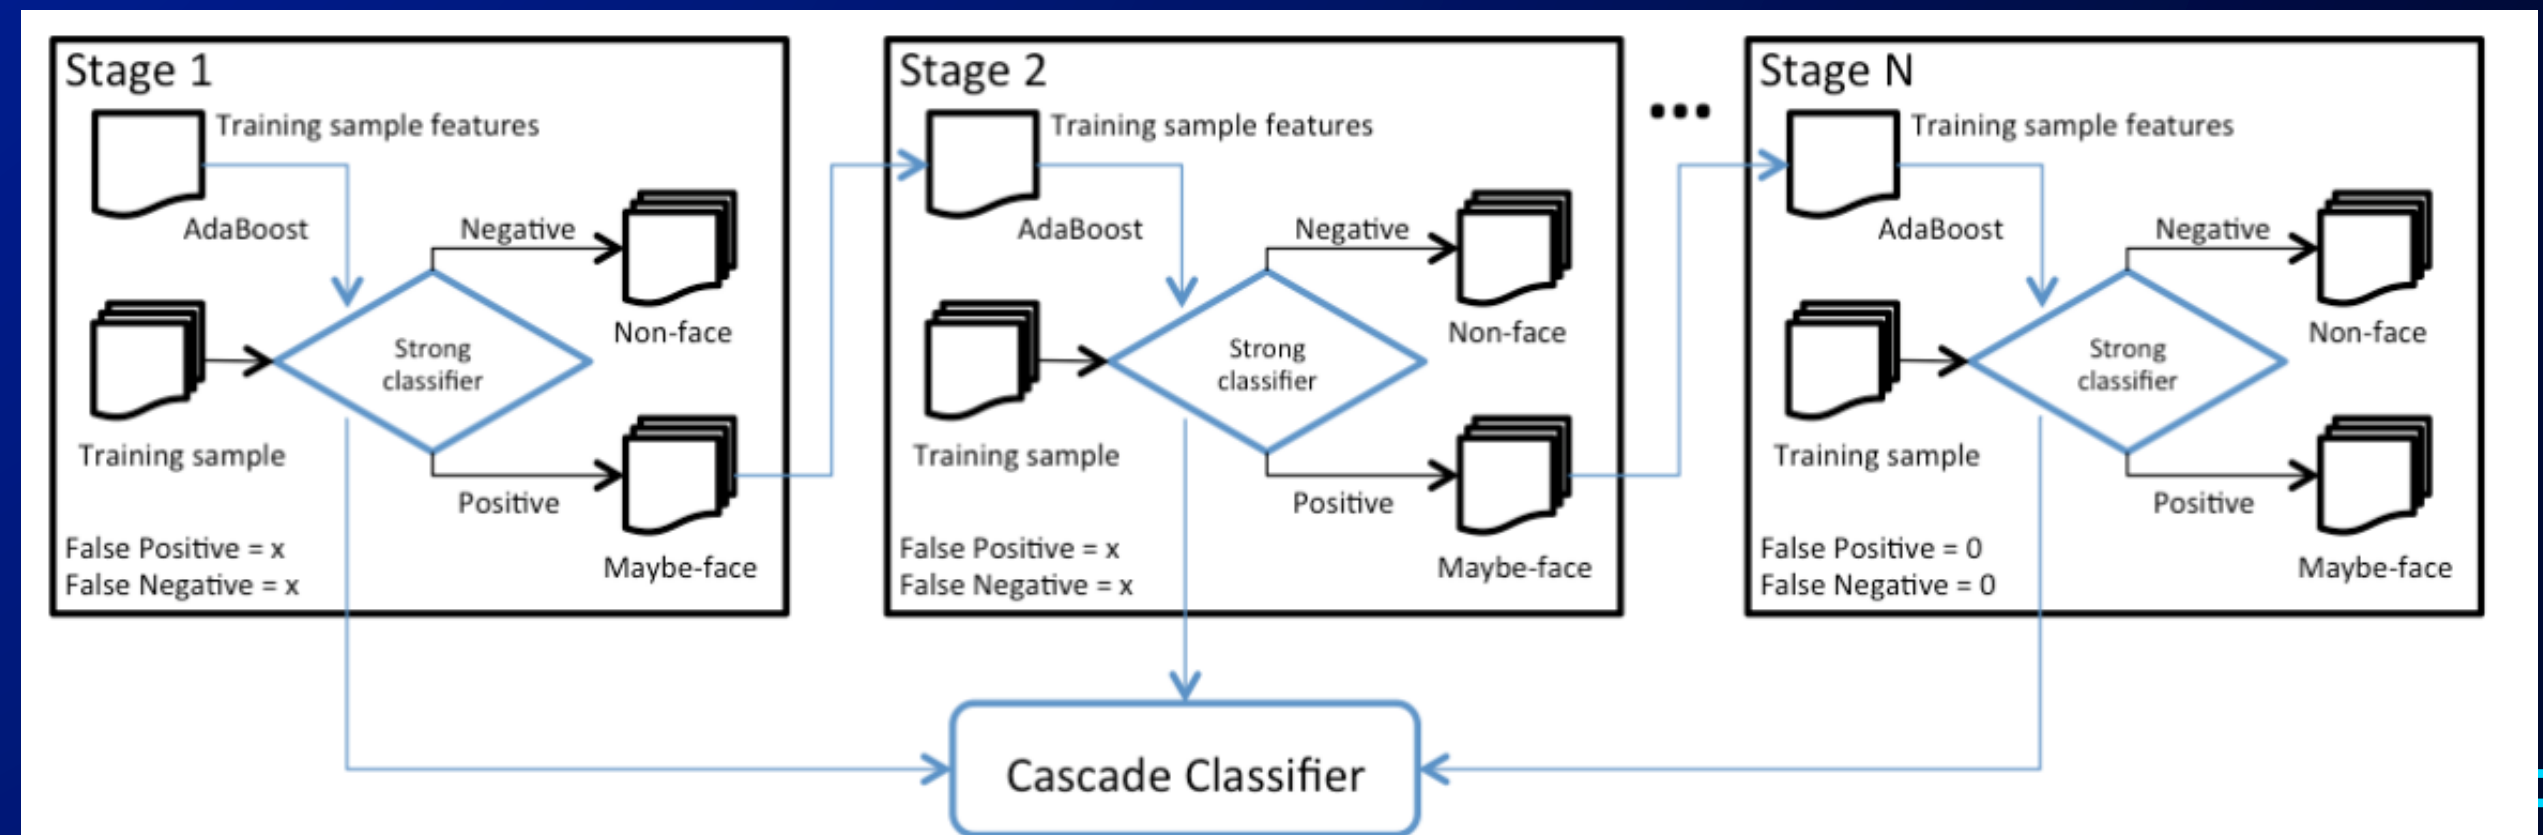 Stage 1
Training sample features
AdaBoost
Negative
Non-face
Strong
classifier
Training sample
Positive
Maybe-face
False Positive = x
False Negative = x
Stage 2
Training sample features
AdaBoost
Negative
Non-face
Strong
classifier
Training sample
Positive
Maybe-face
False Positive = x
False Negative = x
...
Stage N
Training sample features
AdaBoost
Negative
Non-face
Strong
classifier
Training sample
Positive
Maybe-face
False Positive = 0
False Negative = 0
Cascade Classifier